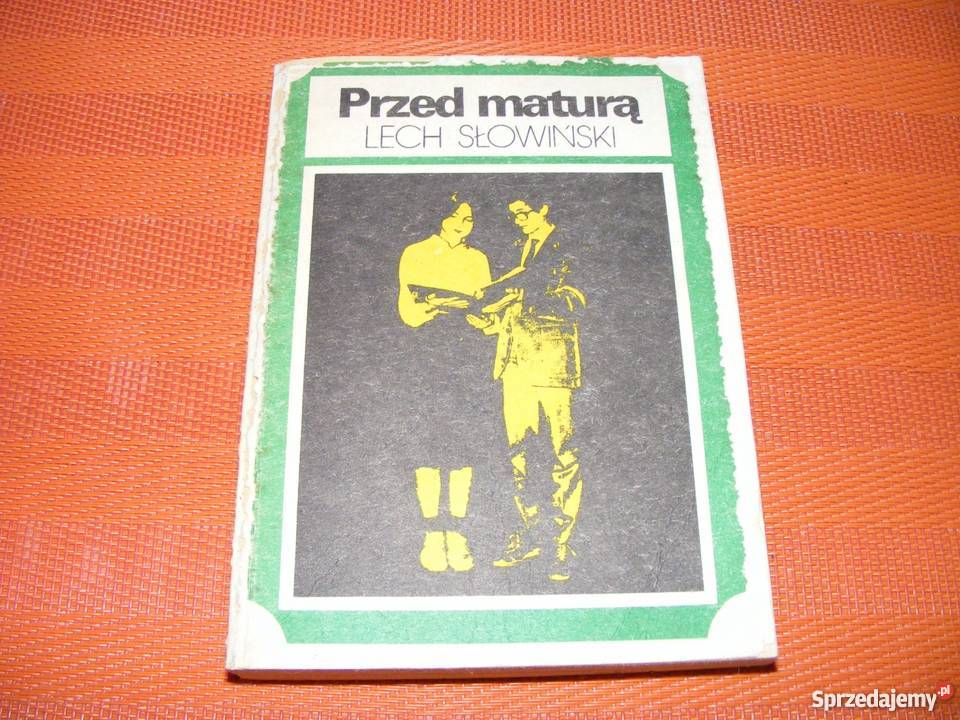 Przed maturą
LECH SŁOWIŃSKI
Sprzedajemy.pl